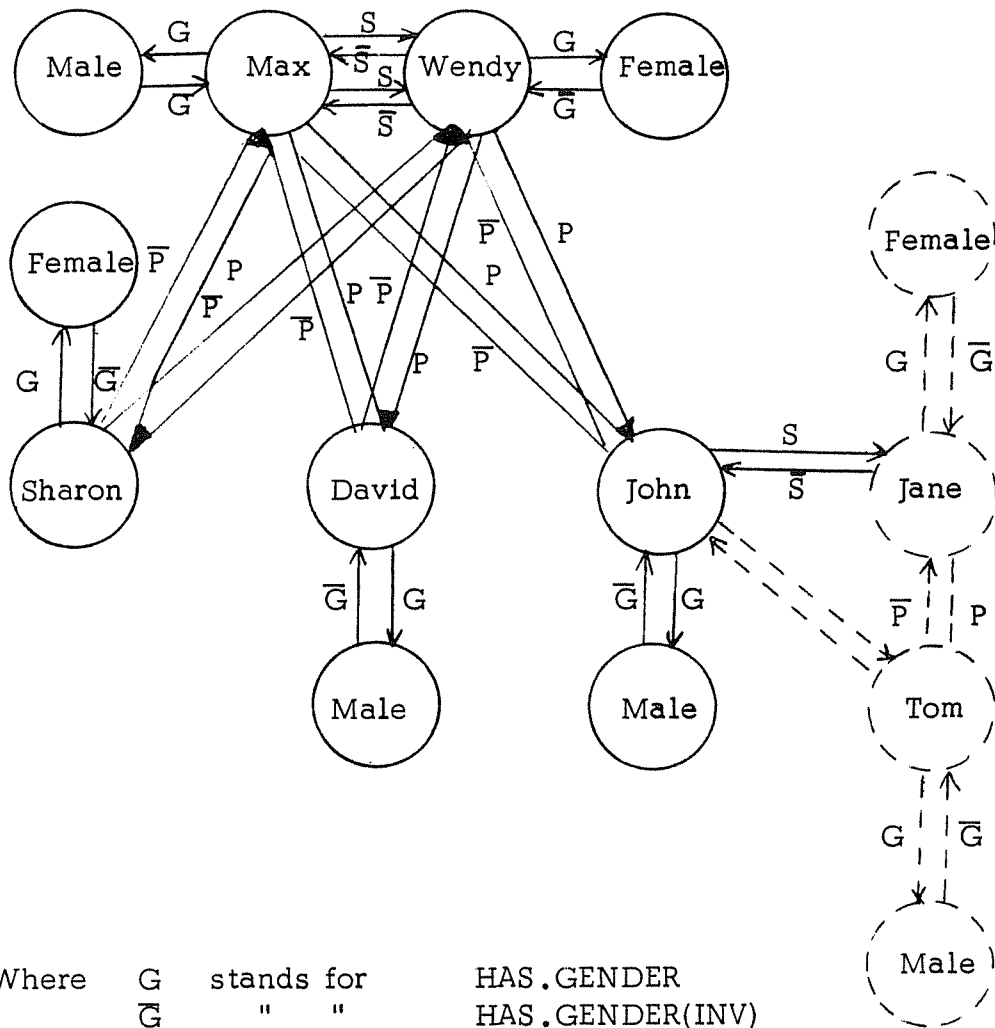 G S G
Male Max S̅ Wendy Female
G̅ S G̅
S̅
Female P̅ P P̅ P P̅ P̅ P P Female
P̅ P P̅
G G̅ G G̅
S
Sharon David John Jane
S̅
G̅ G G̅ G P̅ P
Male Male Tom
G G̅
Male
Where G stands for HAS.GENDER
G̅ " " HAS.GENDER(INV)